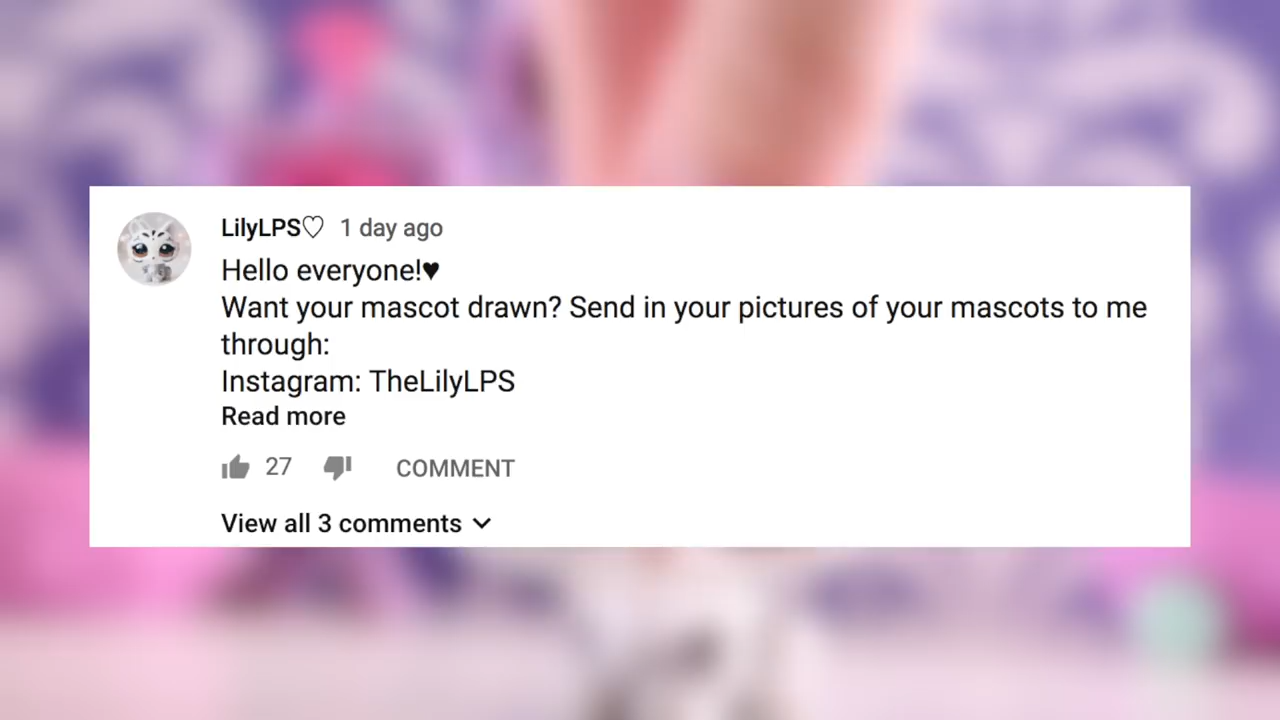 LilyLPS♡ 1 day ago
Hello everyone!♥
Want your mascot drawn? Send in your pictures of your mascots to me
through:
Instagram: TheLilyLPS
Read more
27 COMMENT
View all 3 comments